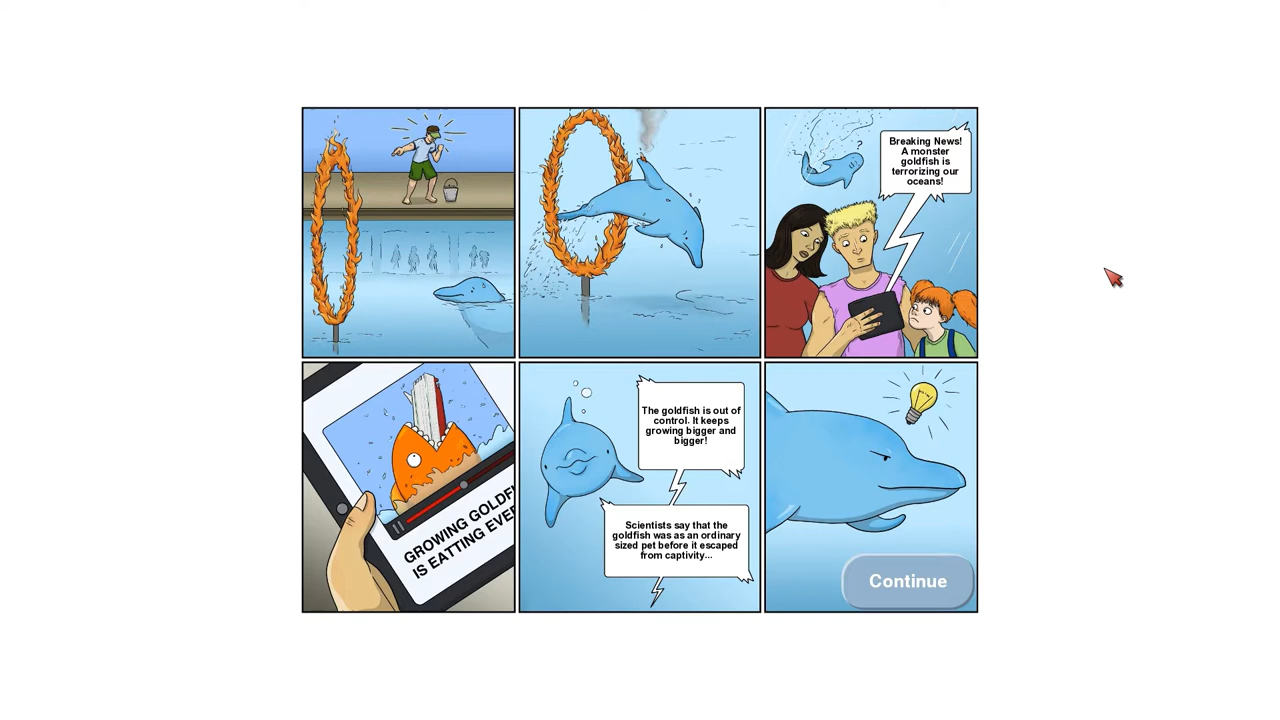 Breaking News!
A monster
goldfish is
terrorizing our
oceans!
?
GROWING GOLDF
IS EATTING EVE
The goldfish is out of
control. It keeps
growing bigger and
bigger!
Scientists say that the
goldfish was as an ordinary
sized pet before it escaped
from captivity...
Continue